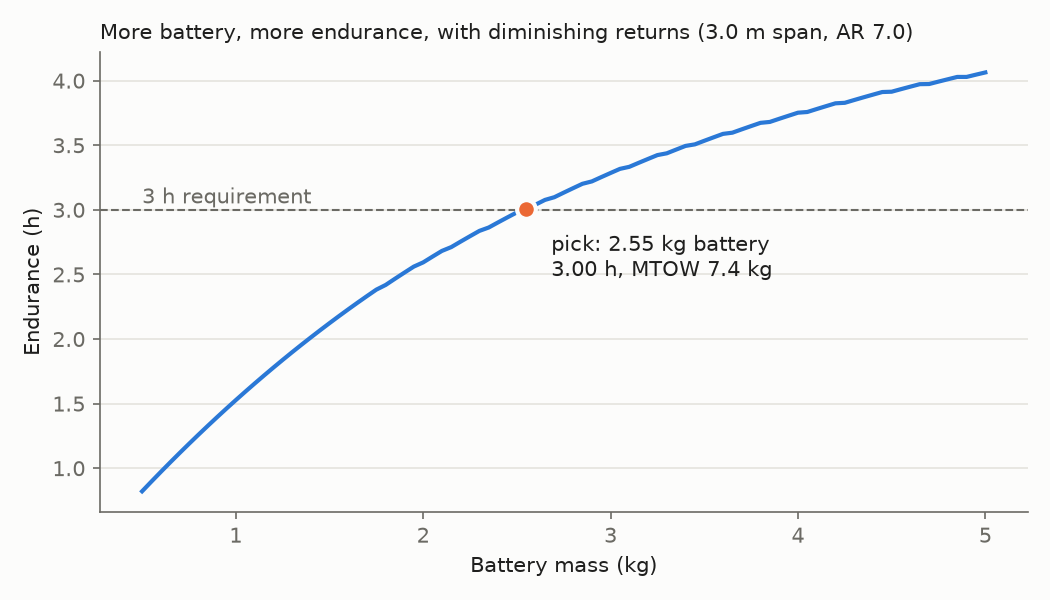 More battery, more endurance, with diminishing returns (3.0 m span, AR 7.0)
Endurance (h)
4.0
3.5
3.0
2.5
2.0
1.5
1.0
3 h requirement
pick: 2.55 kg battery
3.00 h, MTOW 7.4 kg
1
2
3
4
5
Battery mass (kg)